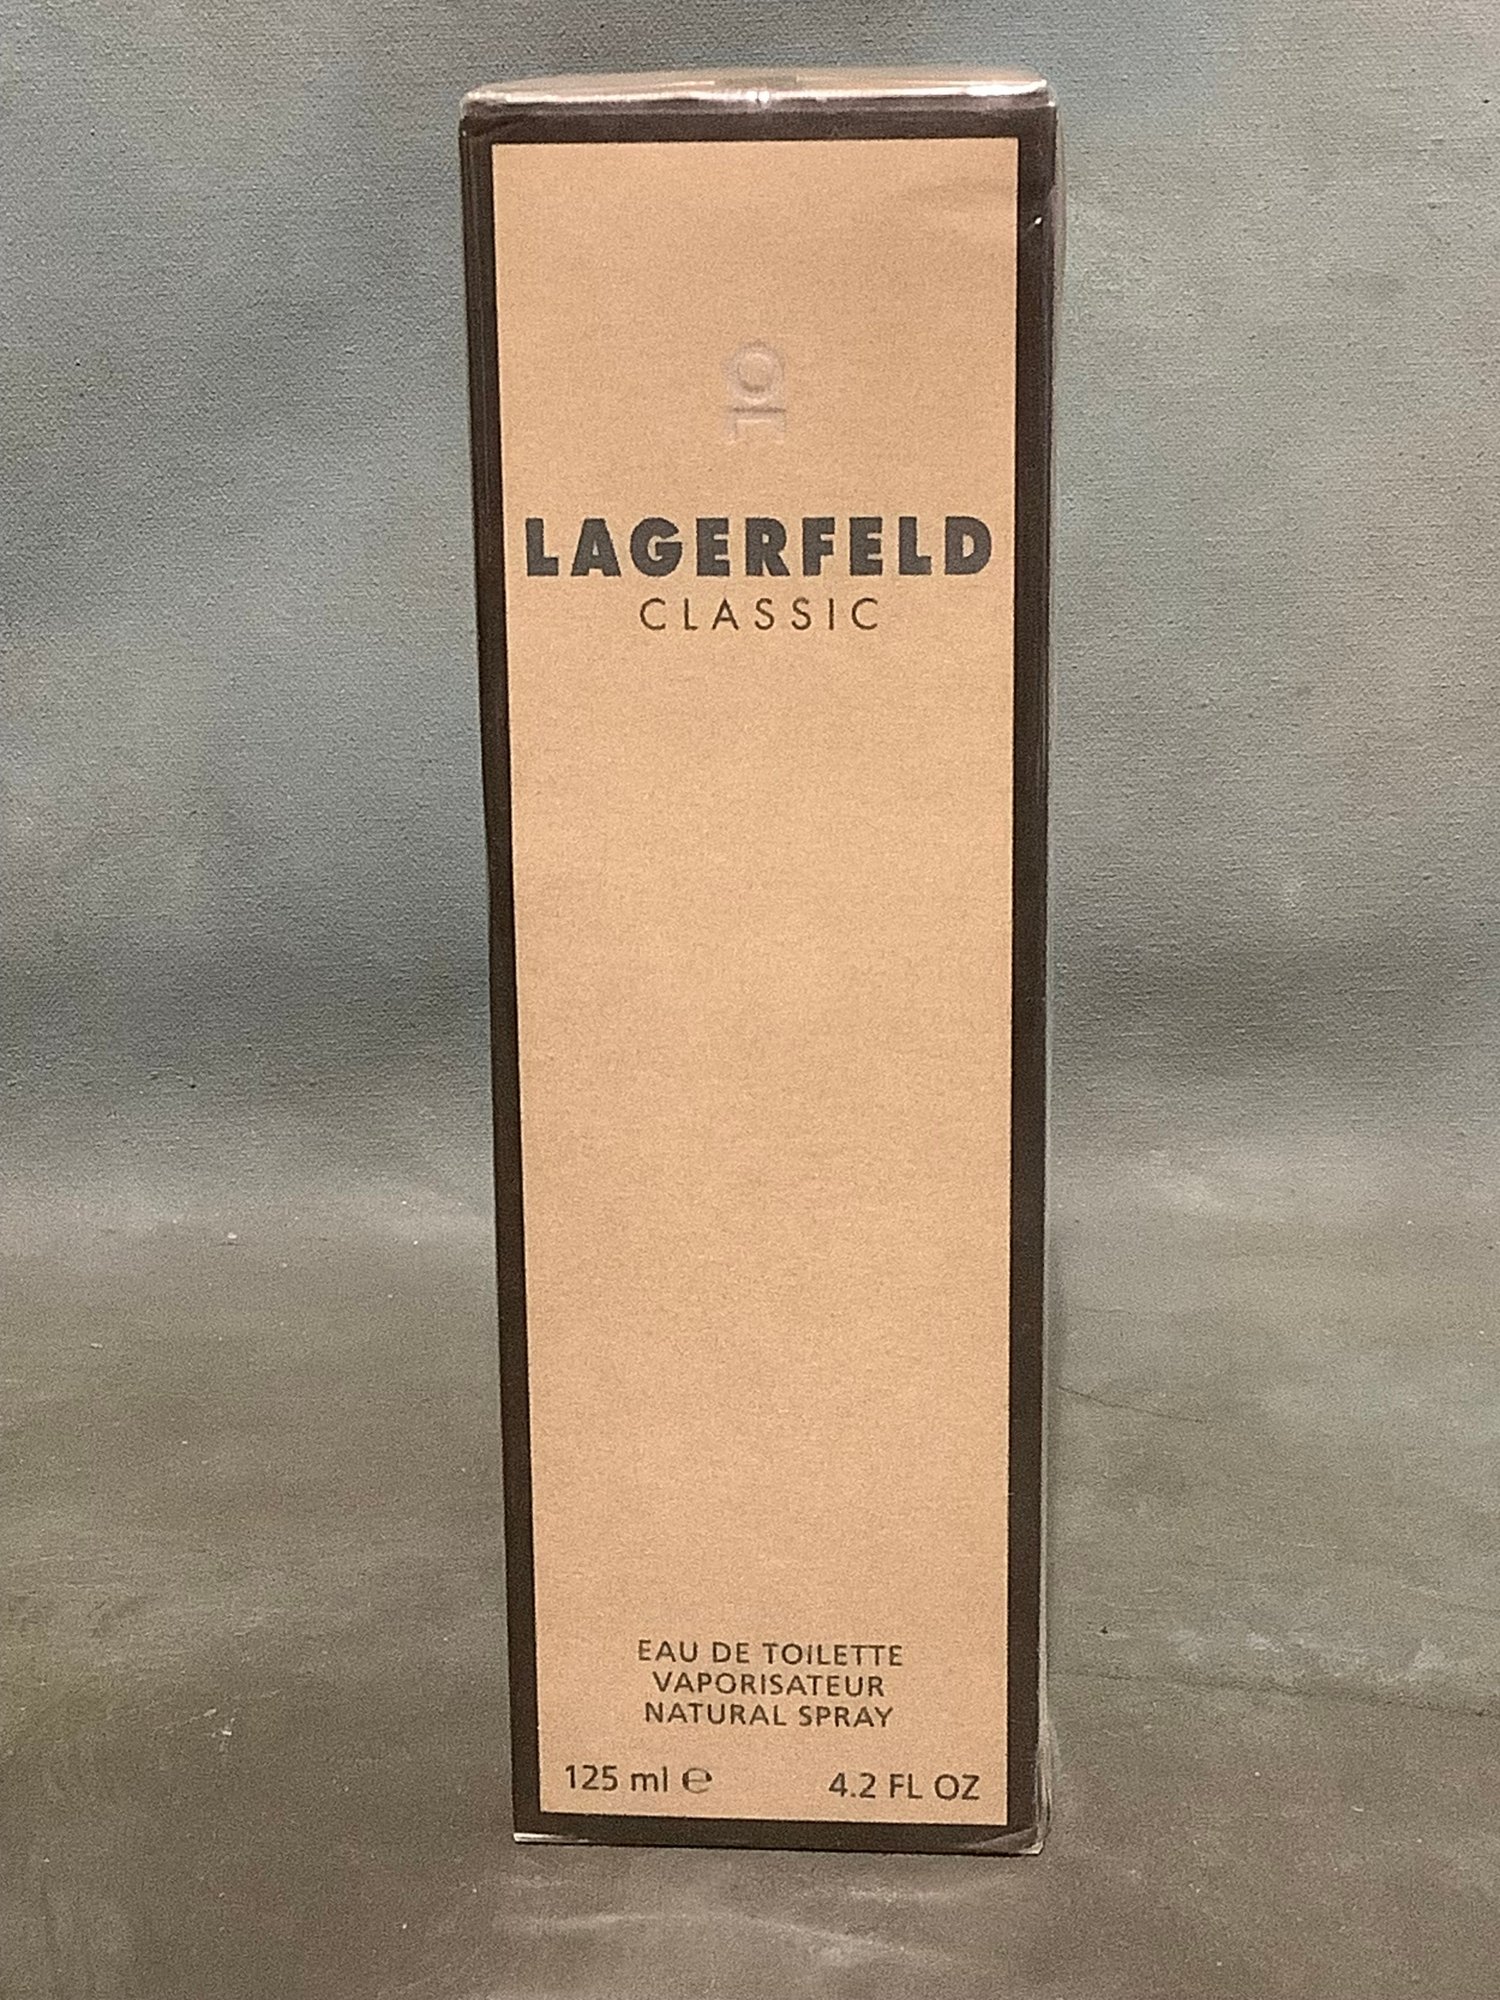 LAGERFELD
CLASSIC
EAU DE TOILETTE
VAPORISATEUR
NATURAL SPRAY
125 ml ℮ 4.2 FL OZ